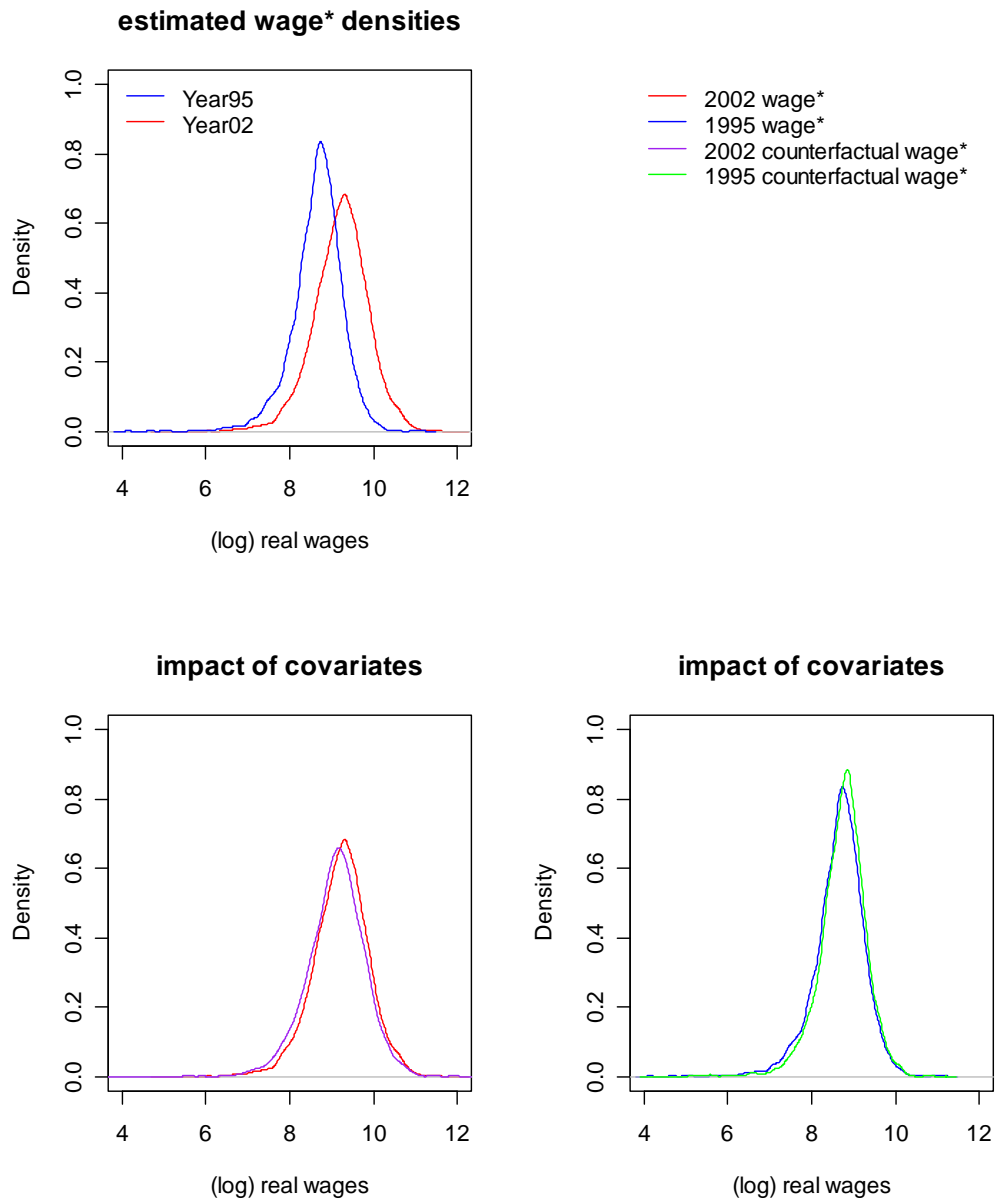 estimated wage* densities
1.0
0.8
0.6
0.4
0.2
0.0
Density
Year95
Year02
4 6 8 10 12
(log) real wages
2002 wage*
1995 wage*
2002 counterfactual wage*
1995 counterfactual wage*
impact of covariates
1.0
0.8
0.6
0.4
0.2
0.0
Density
4 6 8 10 12
(log) real wages
impact of covariates
1.0
0.8
0.6
0.4
0.2
0.0
Density
4 6 8 10 12
(log) real wages